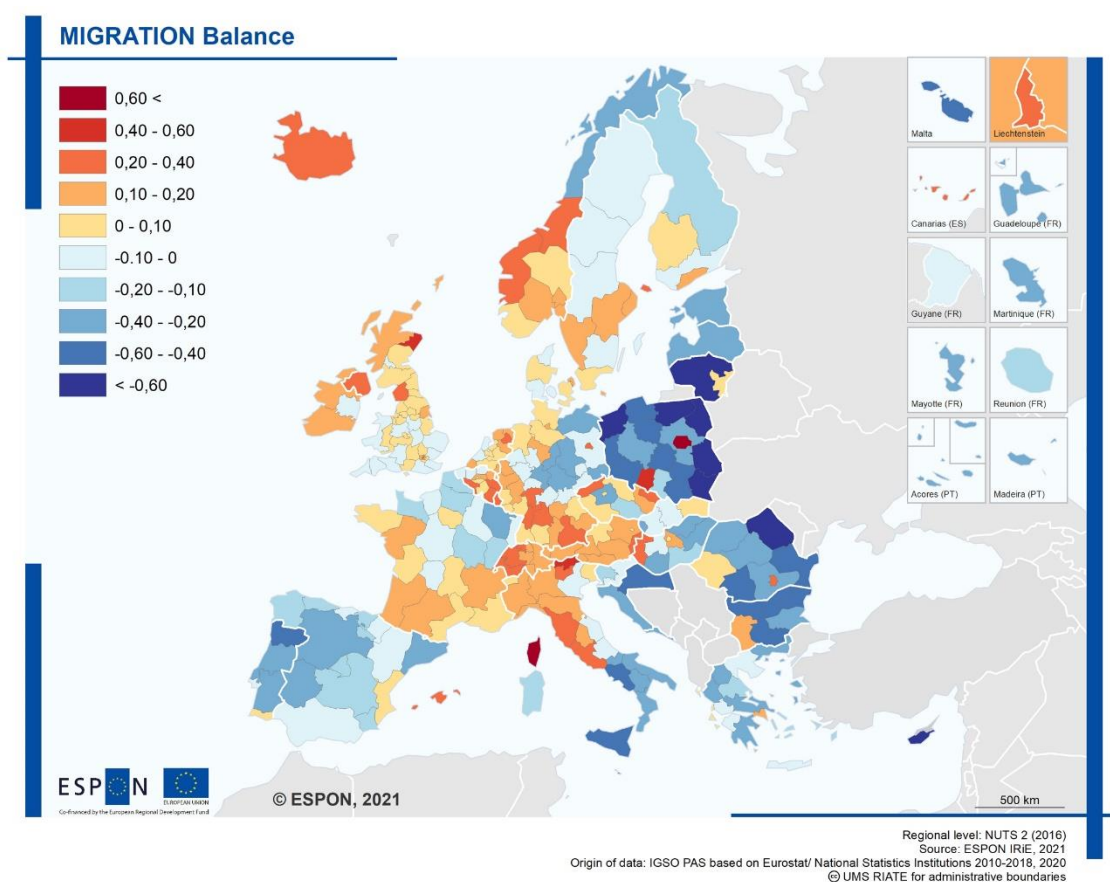 MIGRATION Balance
0,60 <
0,40 - 0,60
0,20 - 0,40
0,10 - 0,20
0 - 0,10
-0.10 - 0
-0,20 - -0,10
-0,40 - -0,20
-0,60 - -0,40
< -0,60
Malta
Liechtenstein
Canarias (ES)
Guadeloupe (FR)
Guyane (FR)
Martinique (FR)
Mayotte (FR)
Reunion (FR)
Acores (PT)
Madeira (PT)
ESPON
EUROPEAN UNION
Co-financed by the European Regional Development Fund
© ESPON, 2021
500 km
Regional level: NUTS 2 (2016)
Source: ESPON IRiE, 2021
Origin of data: IGSO PAS based on Eurostat/ National Statistics Institutions 2010-2018, 2020
UMS RIATE for administrative boundaries